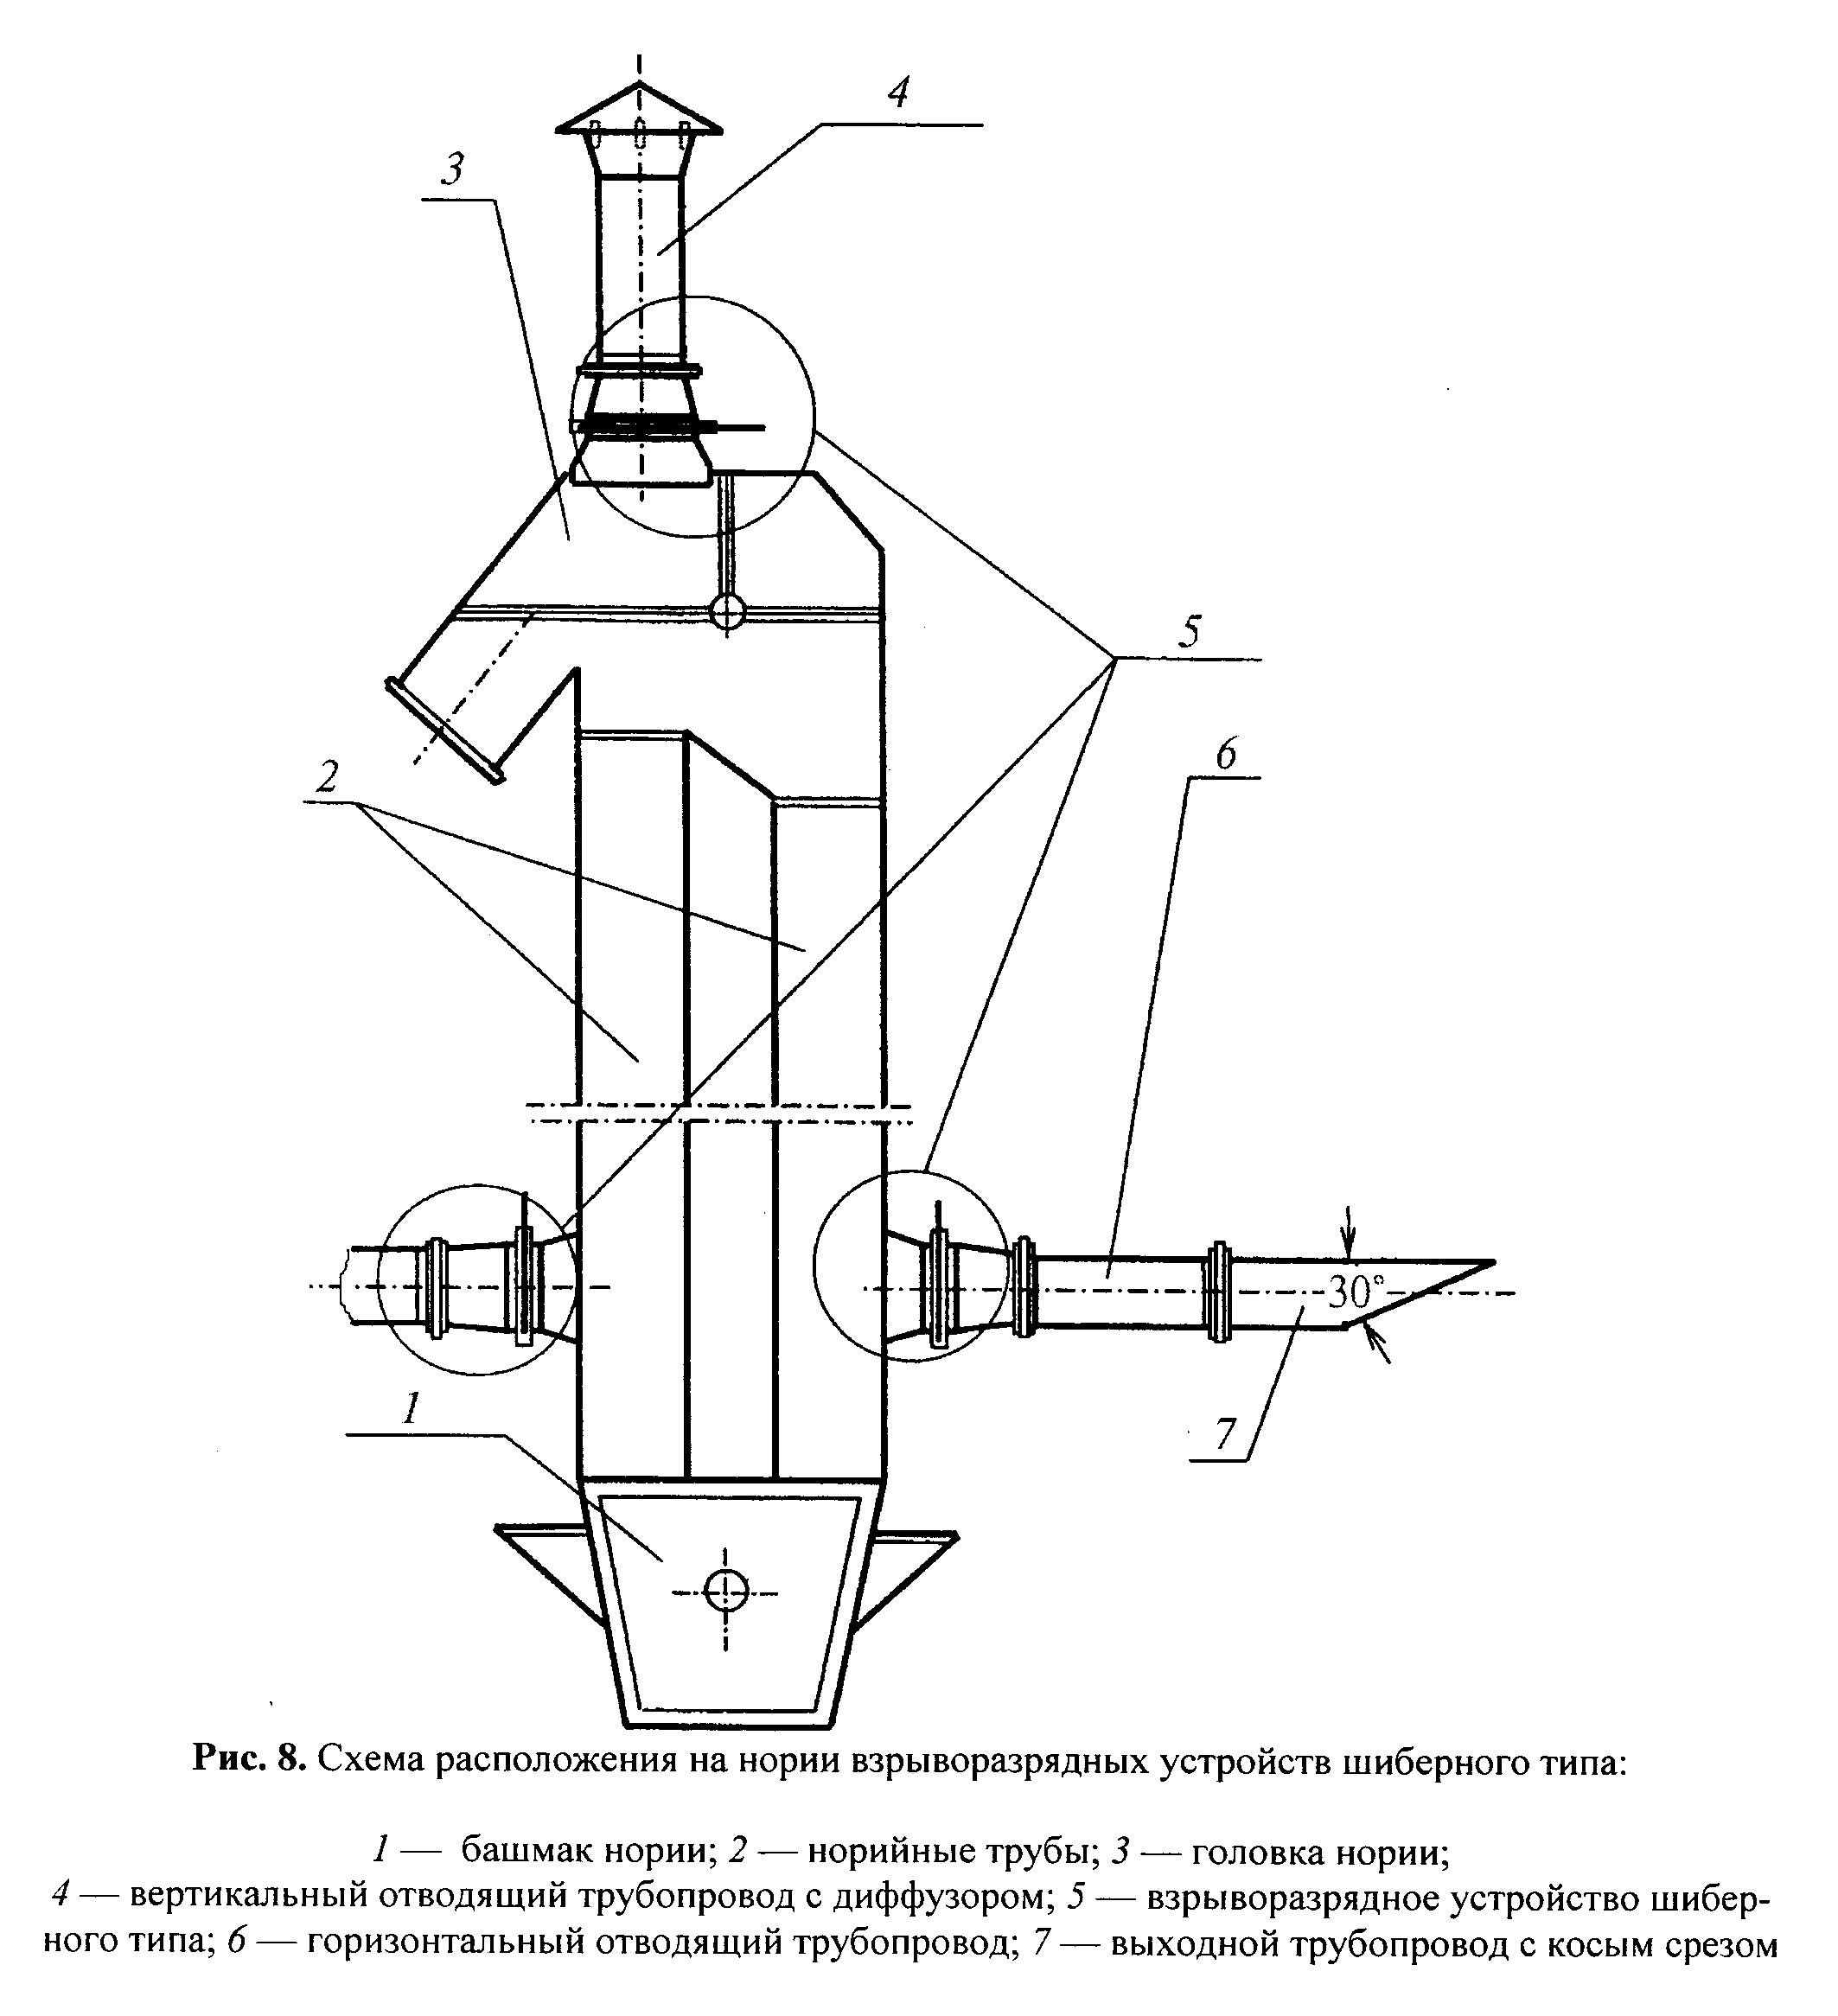 4
3
5
6
2
30°
1
7
Рис. 8. Схема расположения на нории взрыворазрядных устройств шиберного типа:
1 — башмак нории; 2 — норийные трубы; 3 — головка нории;
4 — вертикальный отводящий трубопровод с диффузором; 5 — взрыворазрядное устройство шибер-
ного типа; 6 — горизонтальный отводящий трубопровод; 7 — выходной трубопровод с косым срезом